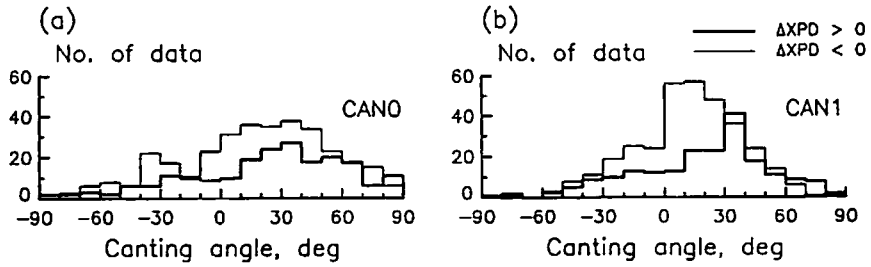 (a)
No. of data
60
40
20
0
CAN0
−90 −60 −30 0 30 60 90
Canting angle, deg
(b)
No. of data
ΔXPD > 0
ΔXPD < 0
60
40
20
0
CAN1
−90 −60 −30 0 30 60 90
Canting angle, deg